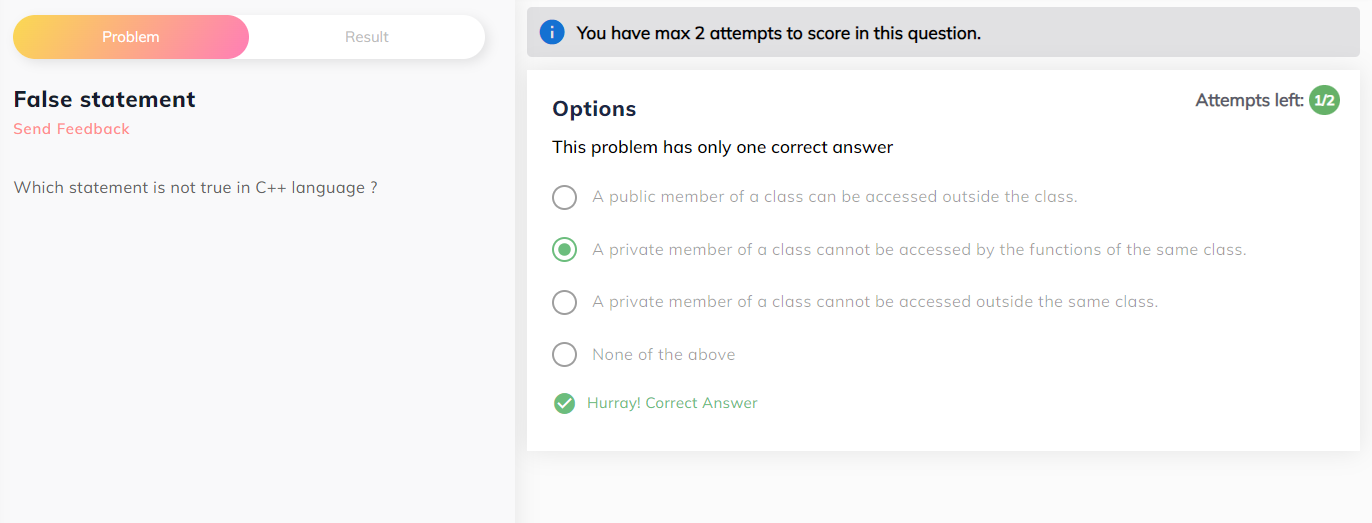 Problem
Result
False statement
Send Feedback
Which statement is not true in C++ language ?
You have max 2 attempts to score in this question.
Options
Attempts left: 1/2
This problem has only one correct answer
A public member of a class can be accessed outside the class.
A private member of a class cannot be accessed by the functions of the same class.
A private member of a class cannot be accessed outside the same class.
None of the above
Hurray! Correct Answer